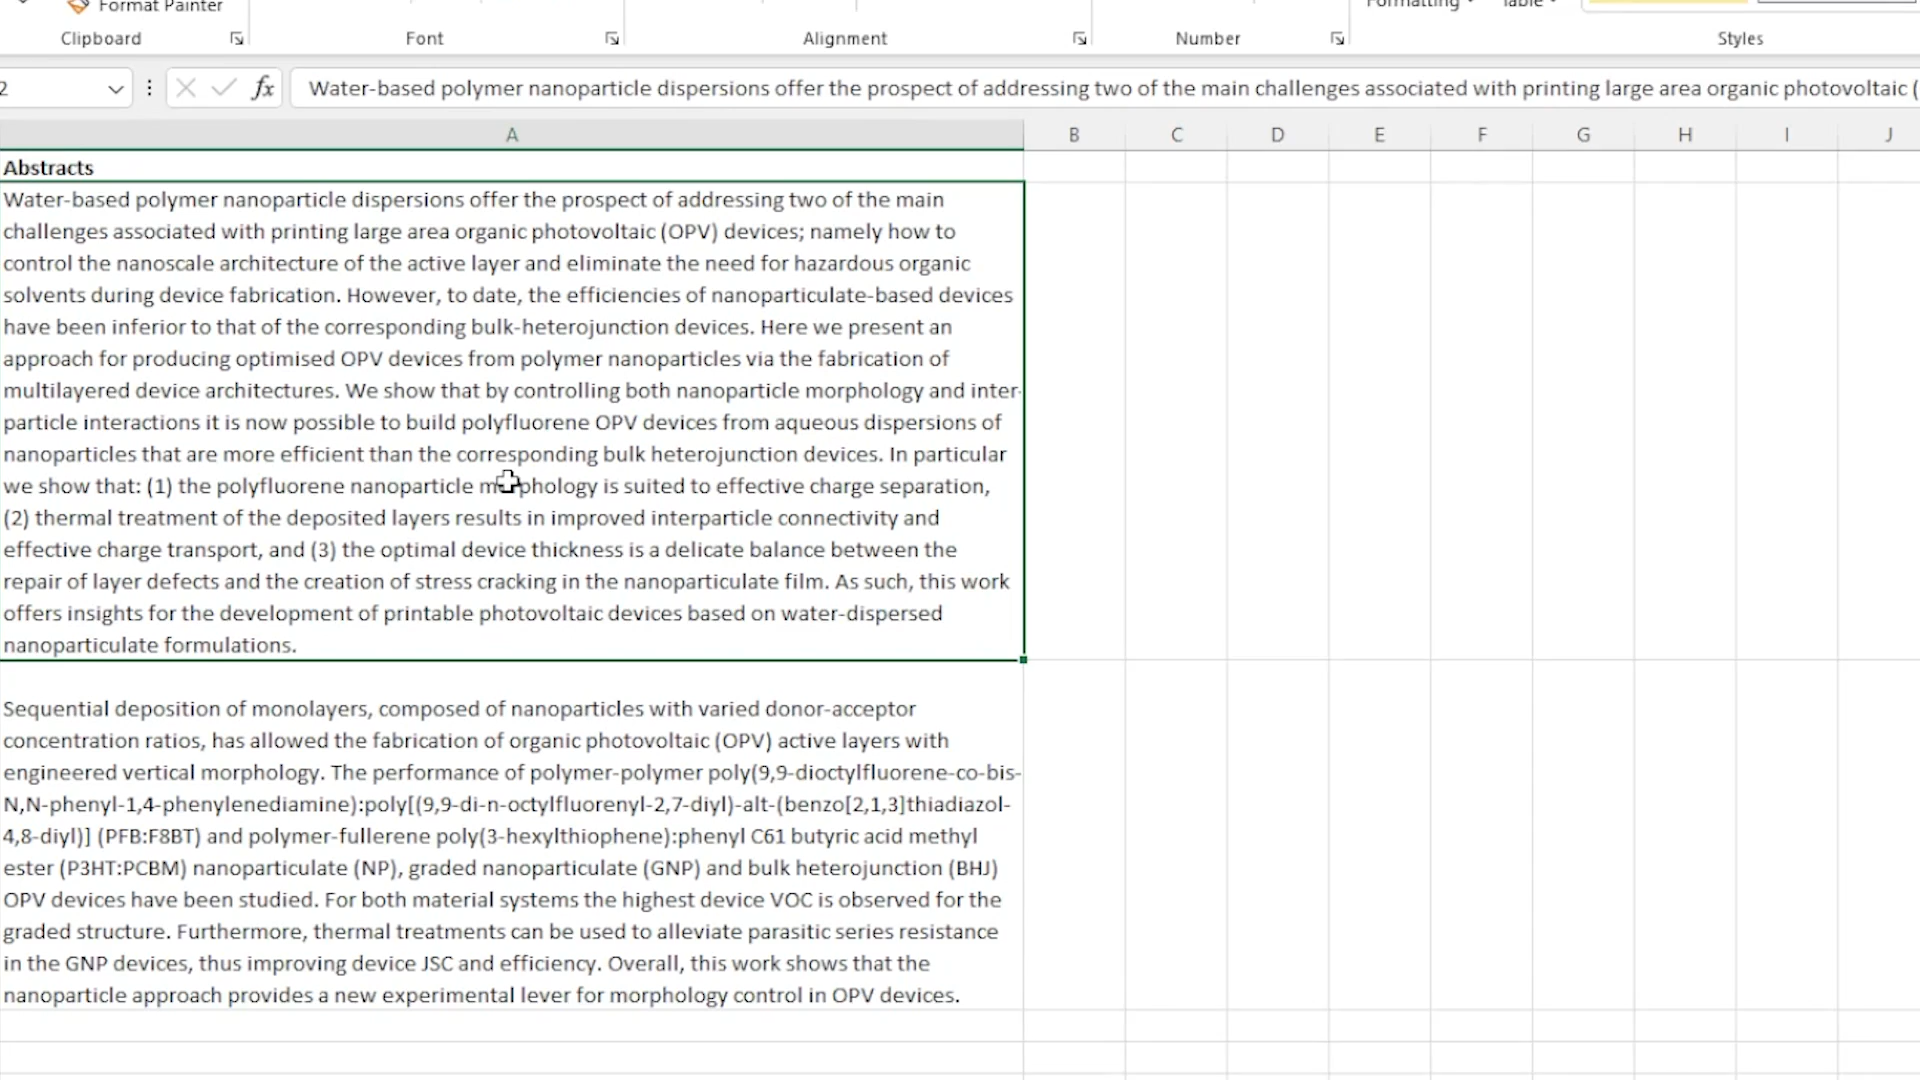 Format Painter
Clipboard
Font
Alignment
Number
Formatting
Table
Styles
2
fx
Water-based polymer nanoparticle dispersions offer the prospect of addressing two of the main challenges associated with printing large area organic photovoltaic (
A B C D E F G H I J
Abstracts
Water-based polymer nanoparticle dispersions offer the prospect of addressing two of the main
challenges associated with printing large area organic photovoltaic (OPV) devices; namely how to
control the nanoscale architecture of the active layer and eliminate the need for hazardous organic
solvents during device fabrication. However, to date, the efficiencies of nanoparticulate-based devices
have been inferior to that of the corresponding bulk-heterojunction devices. Here we present an
approach for producing optimised OPV devices from polymer nanoparticles via the fabrication of
multilayered device architectures. We show that by controlling both nanoparticle morphology and inter-
particle interactions it is now possible to build polyfluorene OPV devices from aqueous dispersions of
nanoparticles that are more efficient than the corresponding bulk heterojunction devices. In particular
we show that: (1) the polyfluorene nanoparticle morphology is suited to effective charge separation,
(2) thermal treatment of the deposited layers results in improved interparticle connectivity and
effective charge transport, and (3) the optimal device thickness is a delicate balance between the
repair of layer defects and the creation of stress cracking in the nanoparticulate film. As such, this work
offers insights for the development of printable photovoltaic devices based on water-dispersed
nanoparticulate formulations.
Sequential deposition of monolayers, composed of nanoparticles with varied donor-acceptor
concentration ratios, has allowed the fabrication of organic photovoltaic (OPV) active layers with
engineered vertical morphology. The performance of polymer-polymer poly(9,9-dioctylfluorene-co-bis-
N,N-phenyl-1,4-phenylenediamine):poly[(9,9-di-n-octylfluorenyl-2,7-diyl)-alt-(benzo[2,1,3]thiadiazol-
4,8-diyl)] (PFB:F8BT) and polymer-fullerene poly(3-hexylthiophene):phenyl C61 butyric acid methyl
ester (P3HT:PCBM) nanoparticulate (NP), graded nanoparticulate (GNP) and bulk heterojunction (BHJ)
OPV devices have been studied. For both material systems the highest device VOC is observed for the
graded structure. Furthermore, thermal treatments can be used to alleviate parasitic series resistance
in the GNP devices, thus improving device JSC and efficiency. Overall, this work shows that the
nanoparticle approach provides a new experimental lever for morphology control in OPV devices.